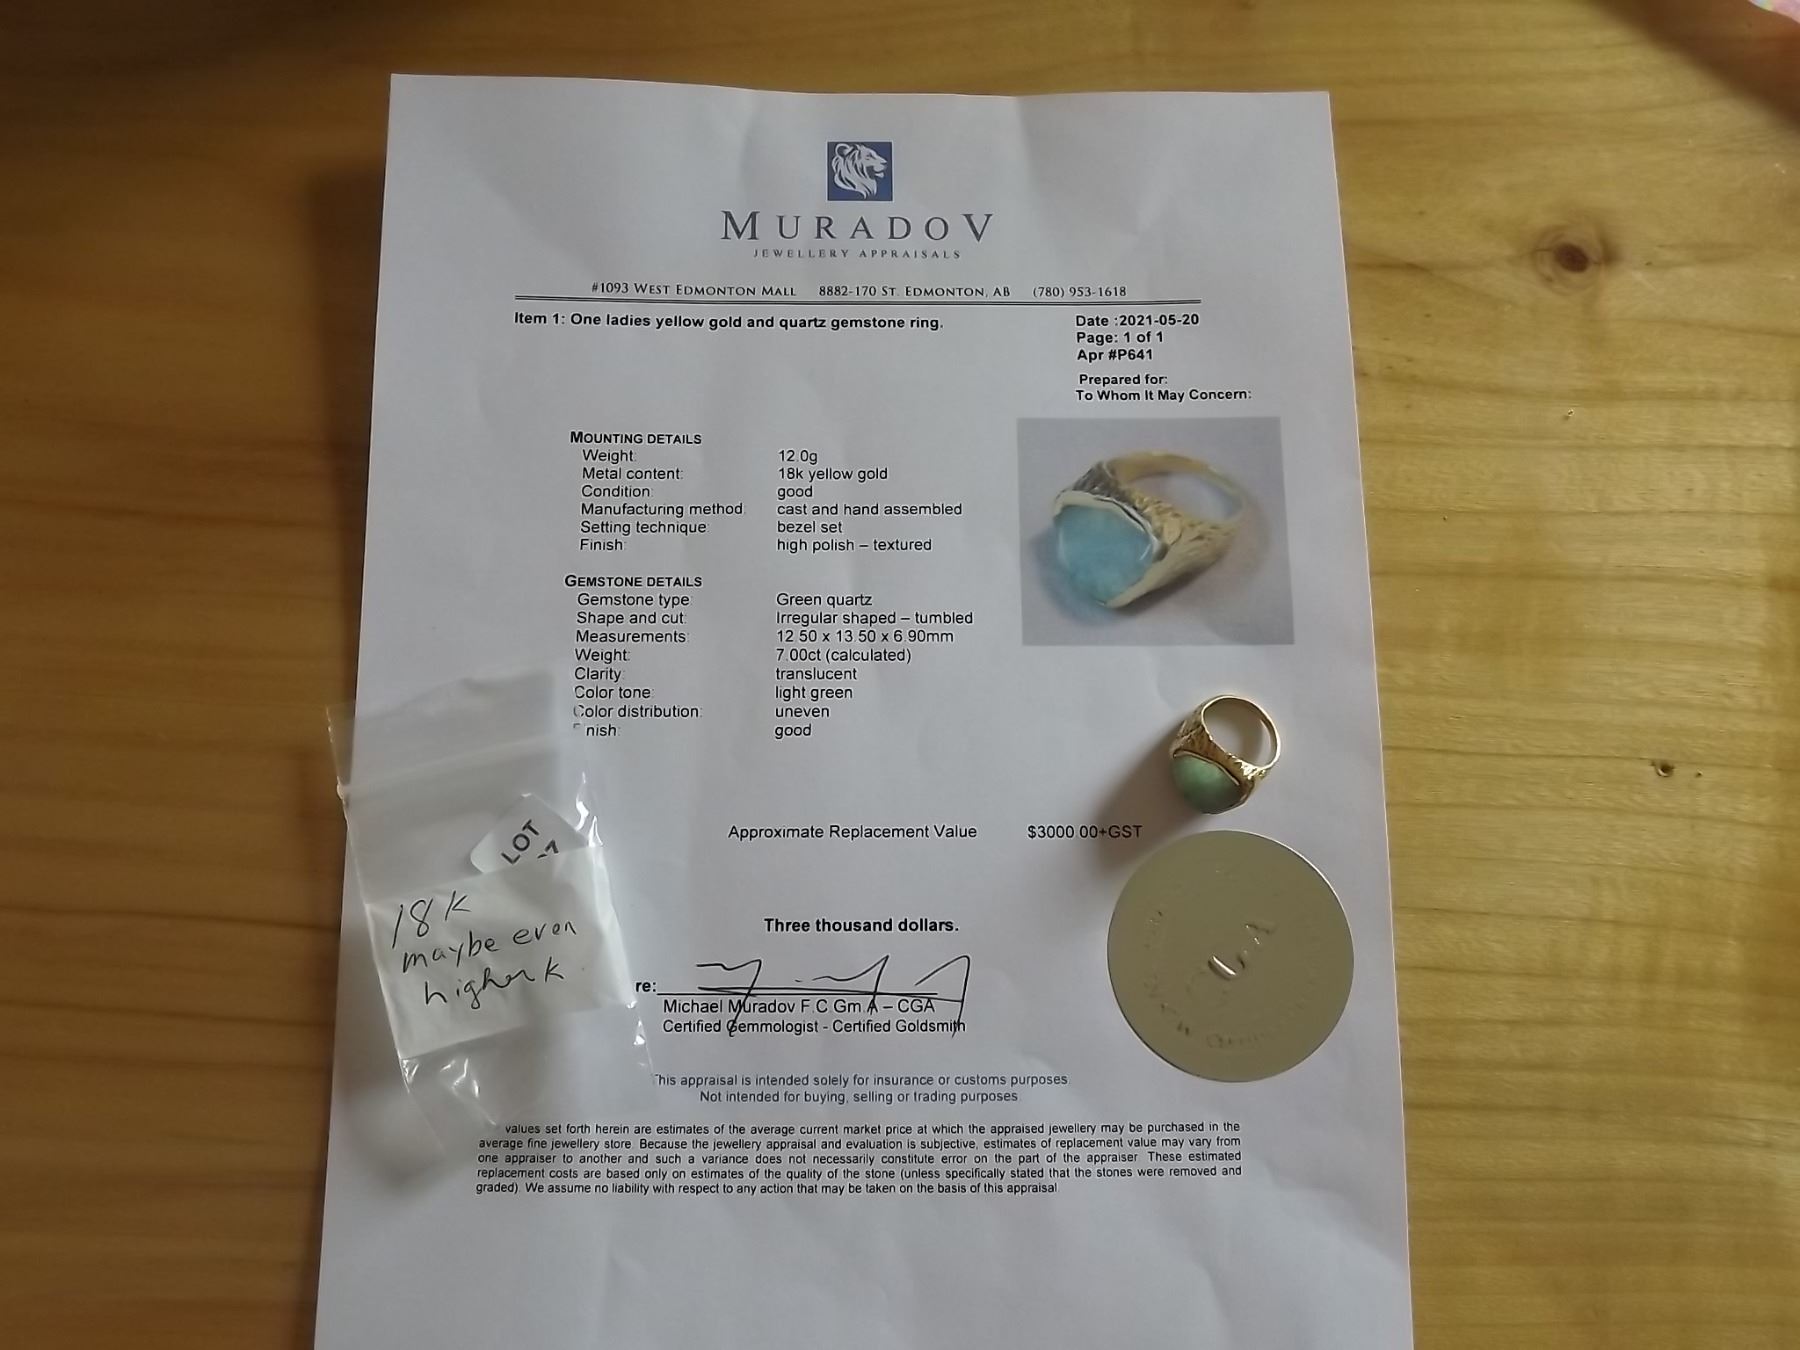 MURADOV
JEWELLERY APPRAISALS
#1093 WEST EDMONTON MALL 8882-170 ST. EDMONTON, AB (780) 953-1618
Item 1: One ladies yellow gold and quartz gemstone ring.
Date :2021-05-20
Page: 1 of 1
Apr #P641
Prepared for:
To Whom It May Concern:
MOUNTING DETAILS
Weight: 12.0g
Metal content: 18k yellow gold
Condition: good
Manufacturing method: cast and hand assembled
Setting technique: bezel set
Finish: high polish – textured
GEMSTONE DETAILS
Gemstone type: Green quartz
Shape and cut: Irregular shaped – tumbled
Measurements: 12.50 x 13.50 x 6.90mm
Weight: 7.00ct (calculated)
Clarity: translucent
Color tone: light green
Color distribution: uneven
nish: good
LOT
18K
maybe even
higher K
Approximate Replacement Value $3000.00+GST
Three thousand dollars.
re:
Michael Muradov F.C.Gm.A – CGA
Certified Gemmologist - Certified Goldsmith
This appraisal is intended solely for insurance or customs purposes.
Not intended for buying, selling or trading purposes.
values set forth herein are estimates of the average current market price at which the appraised jewellery may be purchased in the
average fine jewellery store. Because the jewellery appraisal and evaluation is subjective, estimates of replacement value may vary from
one appraiser to another and such a variance does not necessarily constitute error on the part of the appraiser. These estimated
replacement costs are based only on estimates of the quality of the stone (unless specifically stated that the stones were removed and
graded). We assume no liability with respect to any action that may be taken on the basis of this appraisal.